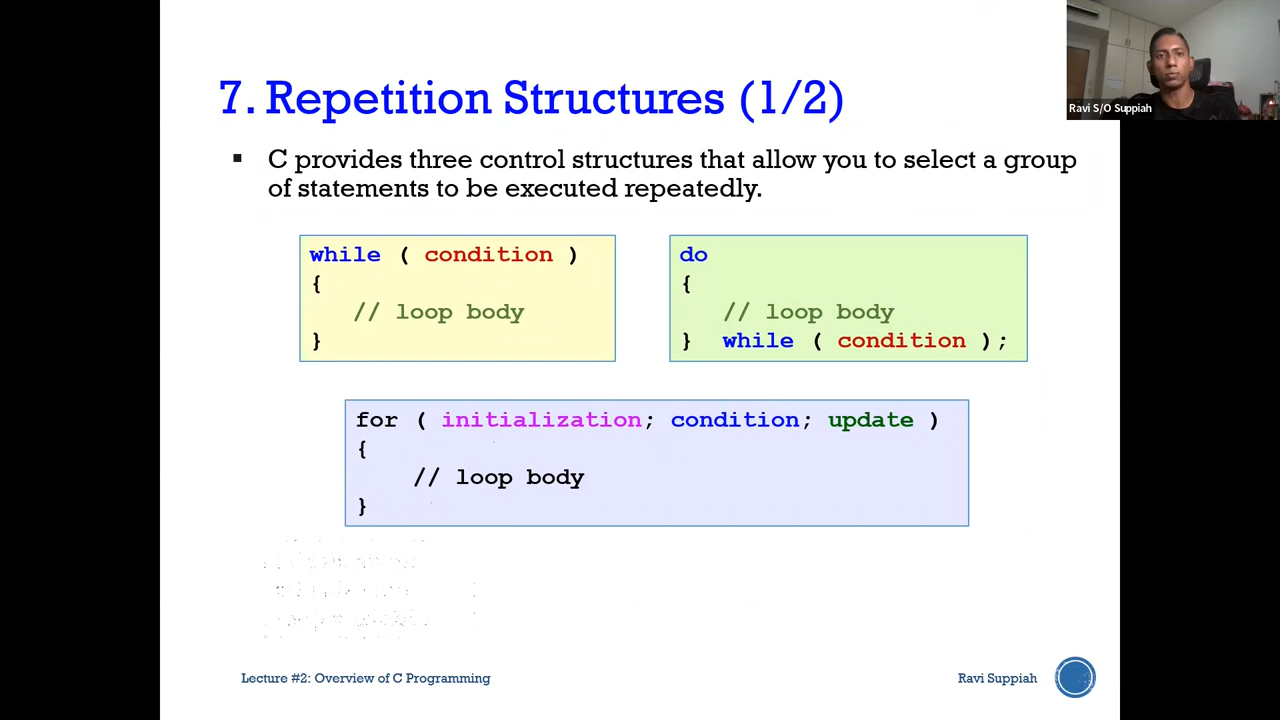 7. Repetition Structures (1/2)
Ravi S/O Suppiah
▪ C provides three control structures that allow you to select a group
of statements to be executed repeatedly.
while ( condition )
{
// loop body
}
do
{
// loop body
} while ( condition );
for ( initialization; condition; update )
{
// loop body
}
Lecture #2: Overview of C Programming
Ravi Suppiah